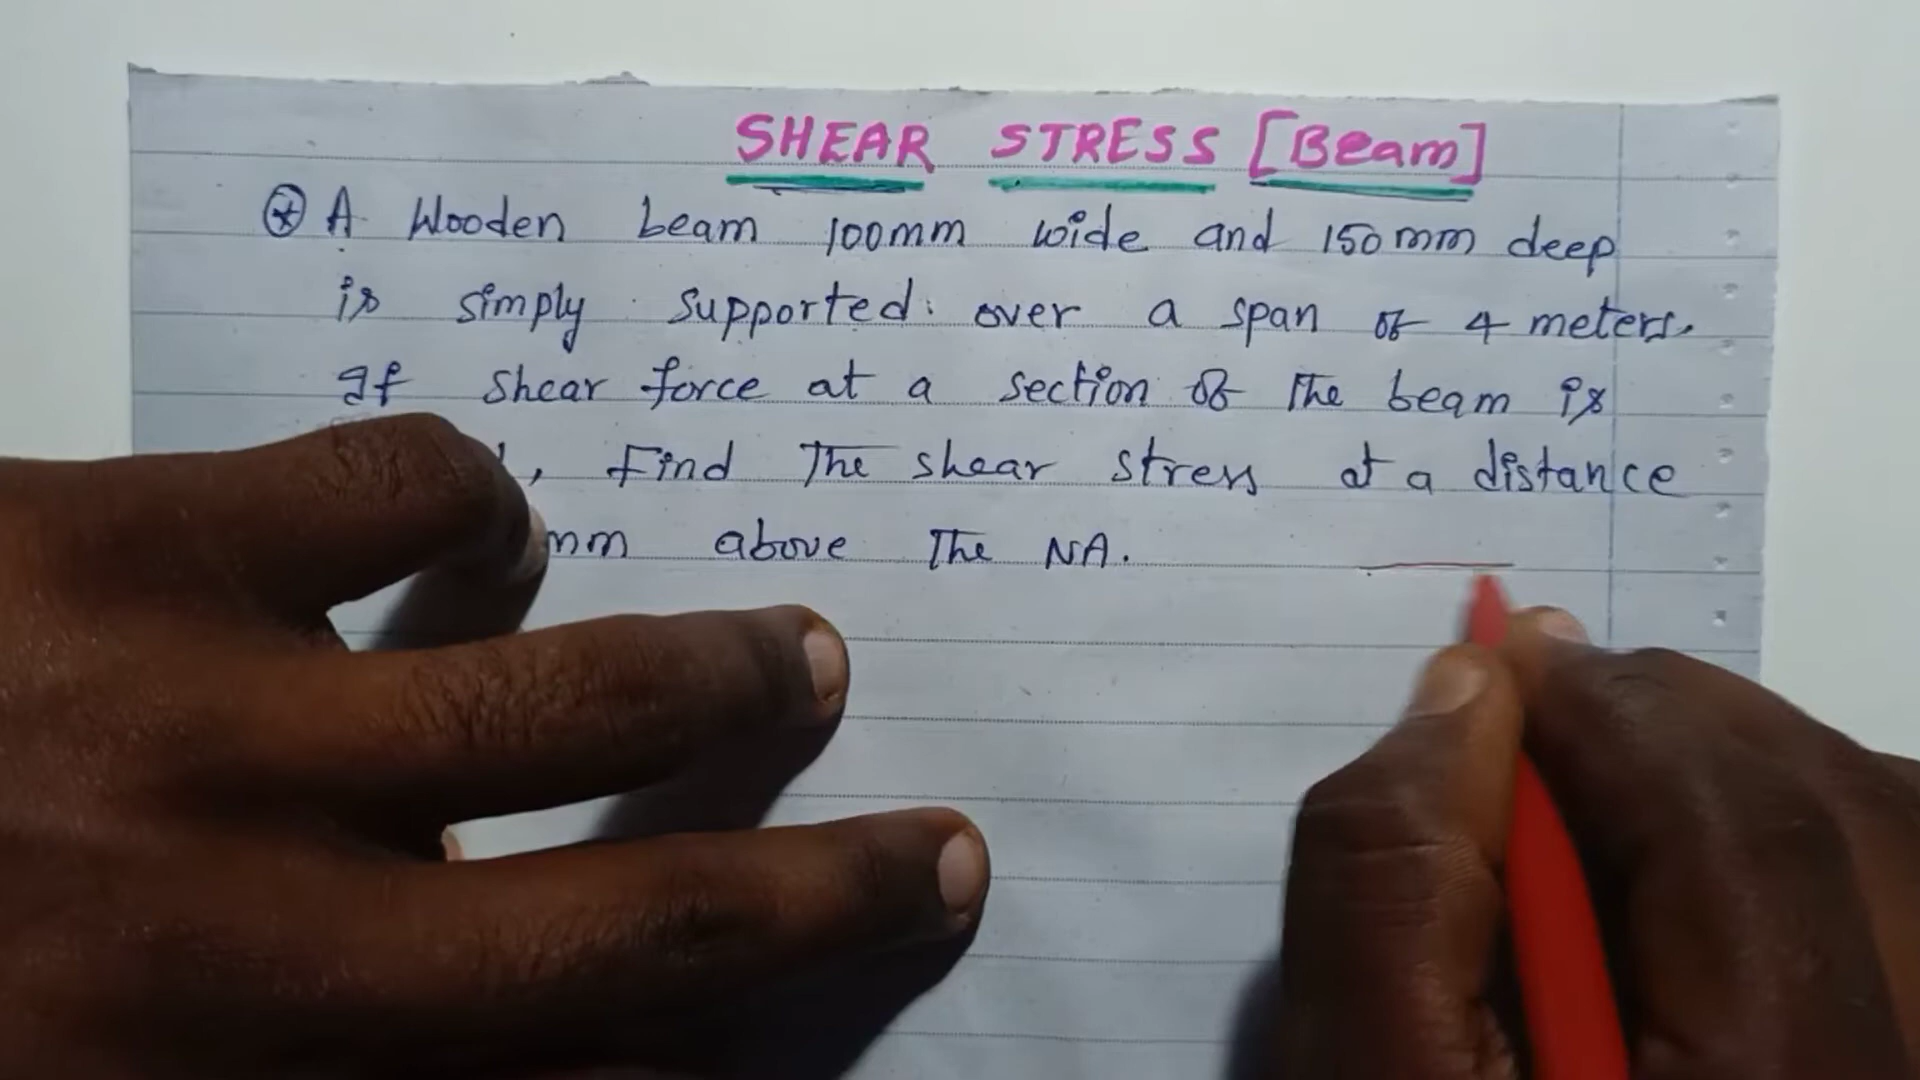 SHEAR STRESS [Beam]
A Wooden beam 100mm wide and 150mm deep
is simply supported over a span of 4 meters.
If Shear force at a section of The beam is
, Find The shear stress at a distance
mm above The NA.